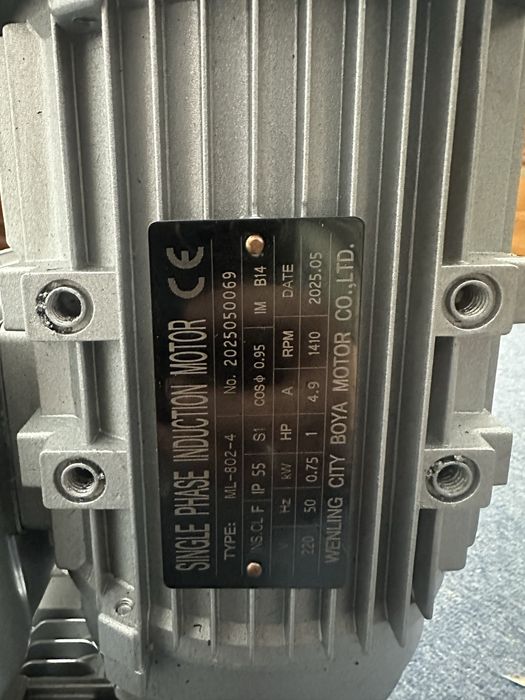 SINGLE PHASE INDUCTION MOTOR CE
TYPE: ML-802-4 No. 2025050069
INS.CL F IP 55 S1 COSϕ 0.95 IM B14
V Hz kW HP A RPM DATE
220 50 0.75 1 4.9 1410 2025.05
WENLING CITY BOYA MOTOR CO.,LTD.